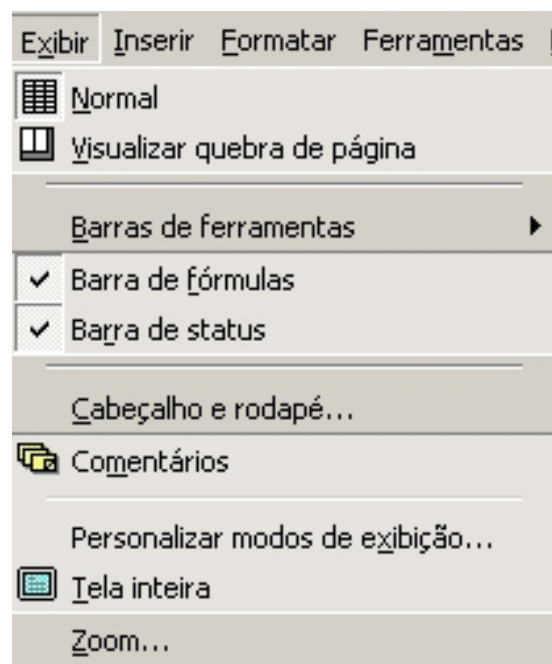 Exibir Inserir Formatar Ferramentas
Normal
Visualizar quebra de página
Barras de ferramentas
Barra de fórmulas
Barra de status
Cabeçalho e rodapé...
Comentários
Personalizar modos de exibição...
Tela inteira
Zoom...